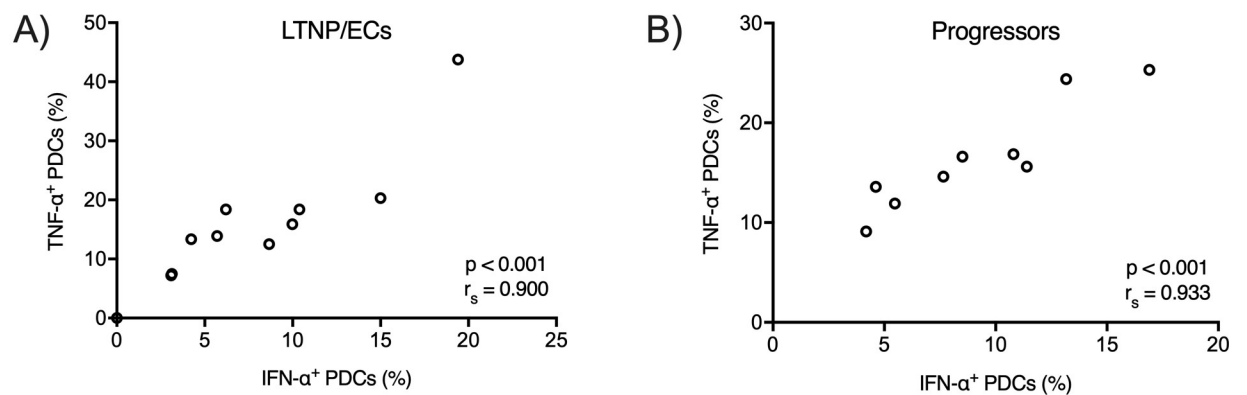 A)
LTNP/ECs
50
40
30
20
10
0
TNF-α⁺ PDCs (%)
p < 0.001
rₛ = 0.900
0 5 10 15 20 25
IFN-α⁺ PDCs (%)
B)
Progressors
30
20
10
0
TNF-α⁺ PDCs (%)
p < 0.001
rₛ = 0.933
0 5 10 15 20
IFN-α⁺ PDCs (%)